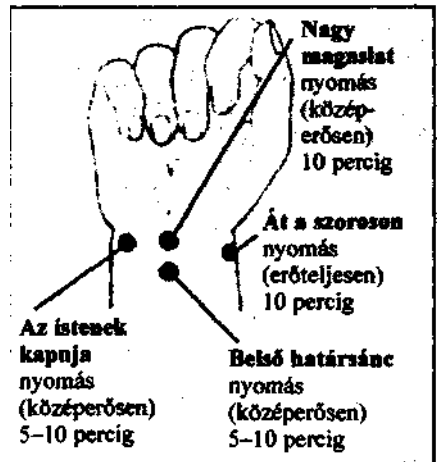 Nagy
magaslat
nyomás
(közép-
erősen)
10 percig
Át a szoroson
nyomás
(erőteljesen)
10 percig
Az istenek
kapuja
nyomás
(középerősen)
5–10 percig
Belső határsánc
nyomás
(középerősen)
5–10 percig